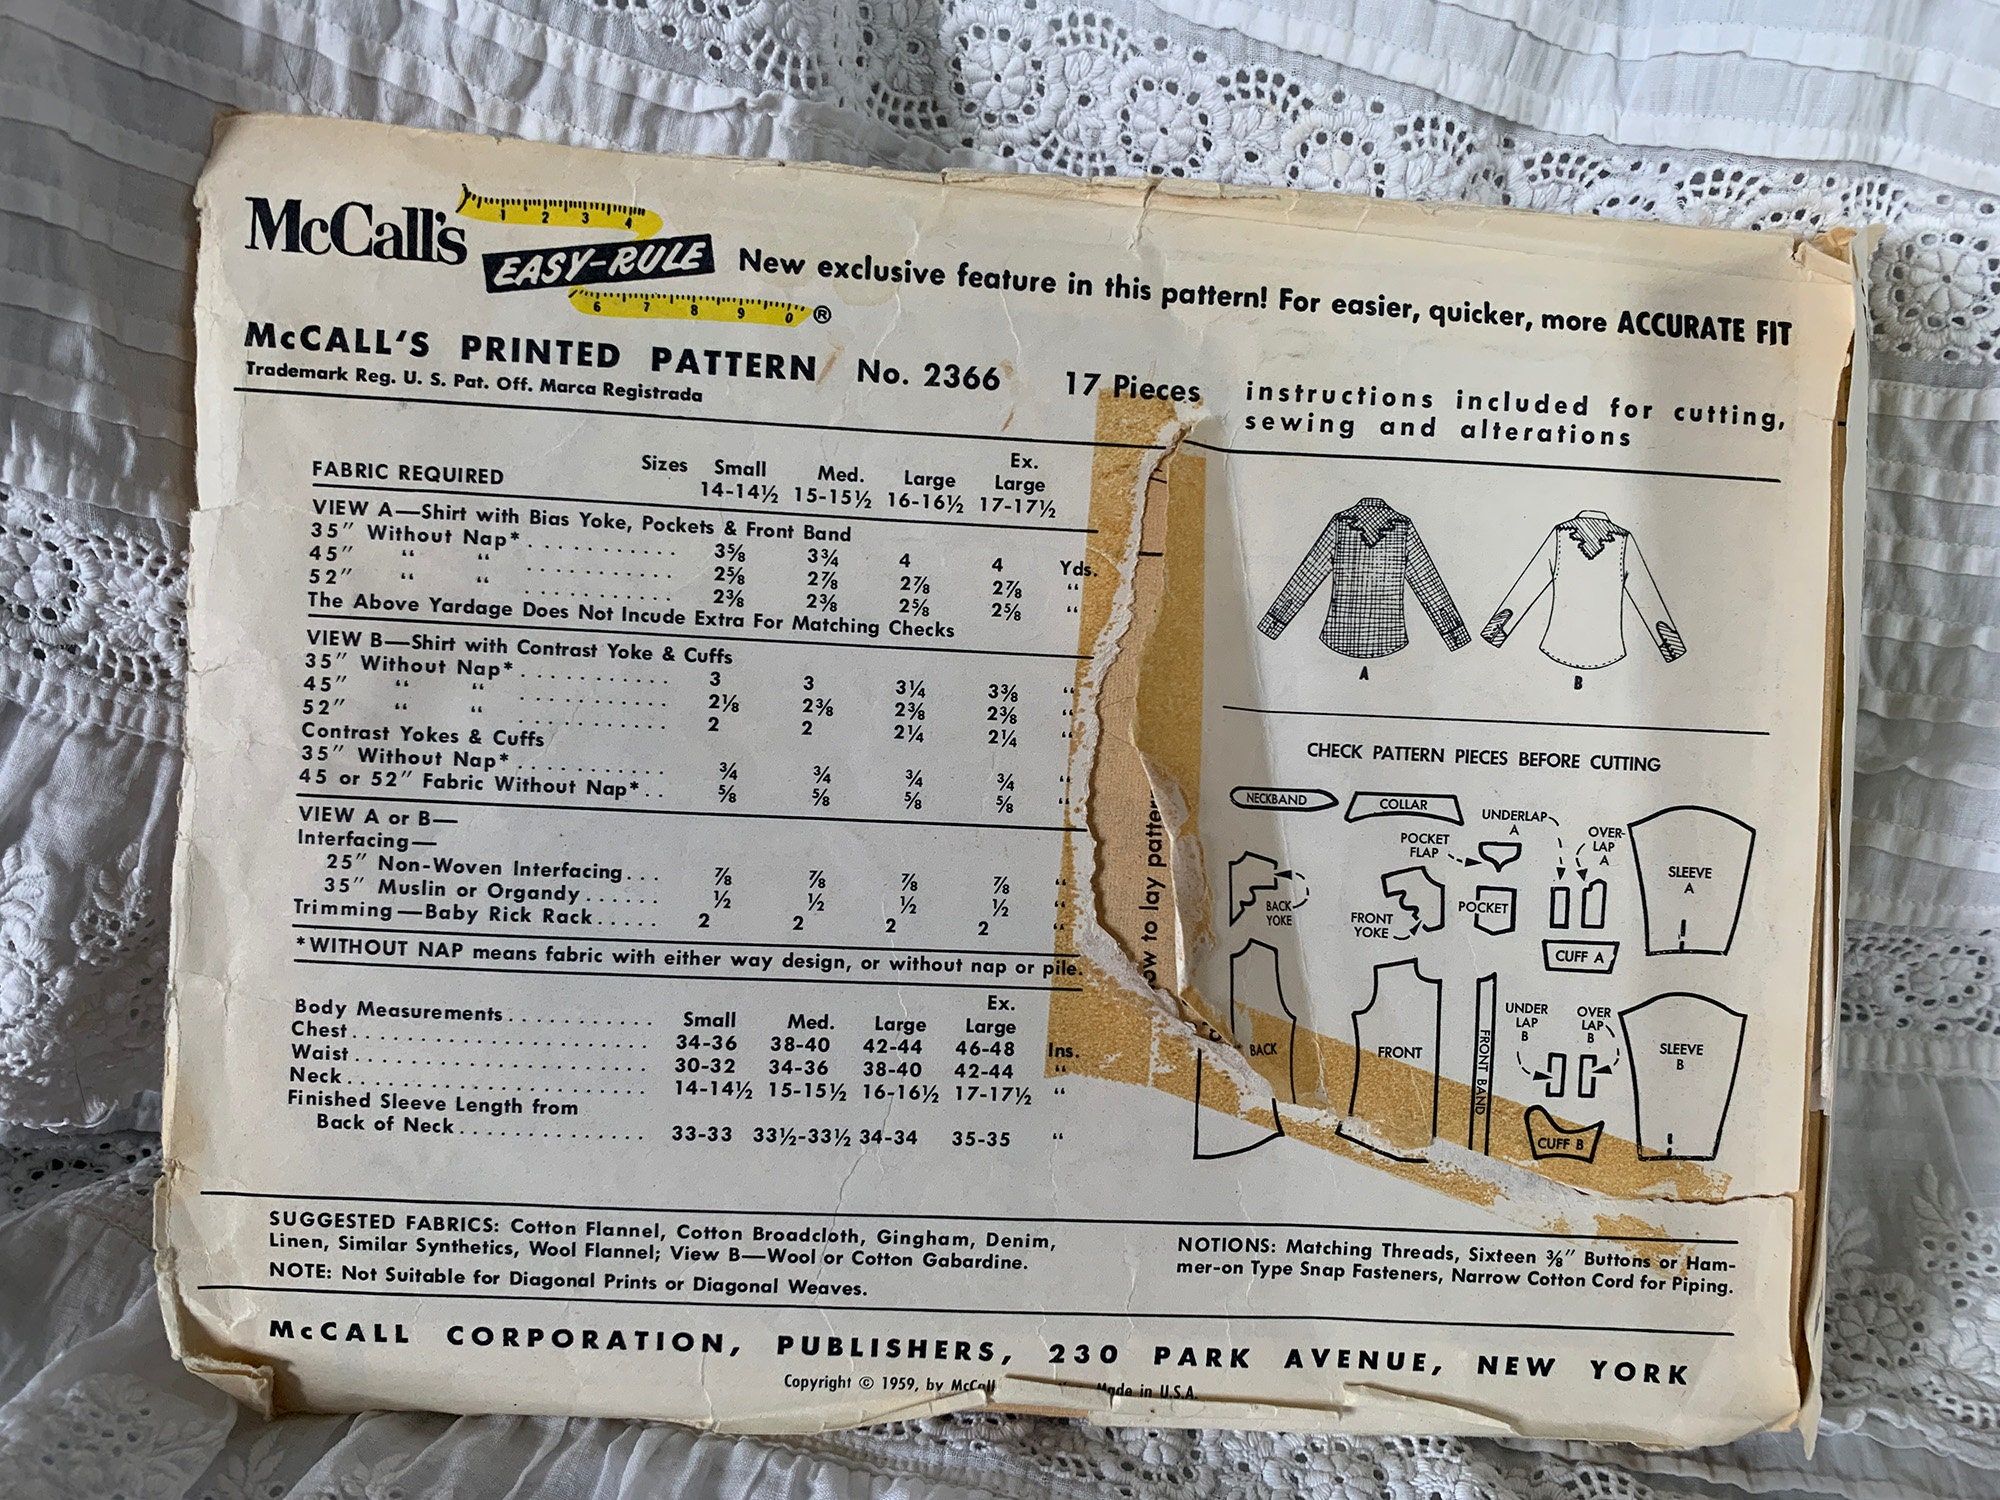 McCall's
1 2 3 4
EASY-RULE
6 7 8 9 0 ®
New exclusive feature in this pattern! For easier, quicker, more ACCURATE FIT
McCALL'S PRINTED PATTERN No. 2366 17 Pieces
Trademark Reg. U. S. Pat. Off. Marca Registrada
instructions included for cutting,
sewing and alterations
FABRIC REQUIRED Sizes Small Med. Large Ex. Large
14-14½ 15-15½ 16-16½ 17-17½
VIEW A—Shirt with Bias Yoke, Pockets & Front Band
35" Without Nap* 3⅝ 3¾ 4 4 Yds.
45" “ “ 2⅝ 2⅞ 2⅞ 2⅞ “
52" “ “ 2⅜ 2⅜ 2⅝ 2⅝ “
The Above Yardage Does Not Incude Extra For Matching Checks
VIEW B—Shirt with Contrast Yoke & Cuffs
35" Without Nap* 3 3 3¼ 3⅜ “
45" “ “ 2⅛ 2⅜ 2⅜ 2⅜ “
52" “ “ 2 2 2¼ 2¼ “
Contrast Yokes & Cuffs
35" Without Nap* ¾ ¾ ¾ ¾ “
45 or 52" Fabric Without Nap* ⅝ ⅝ ⅝ ⅝ “
VIEW A or B—
Interfacing—
25" Non-Woven Interfacing ⅞ ⅞ ⅞ ⅞ “
35" Muslin or Organdy ½ ½ ½ ½ “
Trimming—Baby Rick Rack 2 2 2 2 “
*WITHOUT NAP means fabric with either way design, or without nap or pile.
Body Measurements Small Med. Large Ex. Large
Chest 34-36 38-40 42-44 46-48 Ins.
Waist 30-32 34-36 38-40 42-44 “
Neck 14-14½ 15-15½ 16-16½ 17-17½ “
Finished Sleeve Length from
Back of Neck 33-33 33½-33½ 34-34 35-35 “
to lay
A B
CHECK PATTERN PIECES BEFORE CUTTING
NECKBAND
COLLAR
UNDERLAP
A
OVER-
LAP
A
POCKET
FLAP
SLEEVE
A
BACK
YOKE
FRONT
YOKE
POCKET
CUFF A
BACK
FRONT
FRONT BAND
UNDER
LAP
B
OVER
LAP
B
SLEEVE
B
CUFF B
SUGGESTED FABRICS: Cotton Flannel, Cotton Broadcloth, Gingham, Denim,
Linen, Similar Synthetics, Wool Flannel; View B—Wool or Cotton Gabardine.
NOTE: Not Suitable for Diagonal Prints or Diagonal Weaves.
NOTIONS: Matching Threads, Sixteen ⅜" Buttons or Ham-
mer-on Type Snap Fasteners, Narrow Cotton Cord for Piping.
McCALL CORPORATION, PUBLISHERS, 230 PARK AVENUE, NEW YORK
Copyright © 1959, by McCall Made in U.S.A.